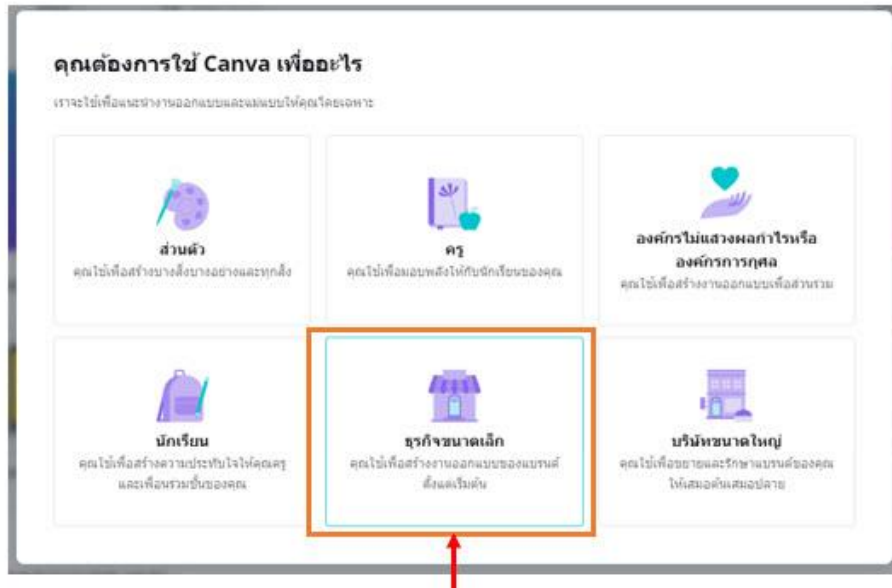 คุณต้องการใช้ Canva เพื่ออะไร
เราจะใช้เพื่อแนะนำงานออกแบบและแม่แบบให้คุณโดยเฉพาะ
ส่วนตัว
คุณใช้เพื่อสร้างบางสิ่งบางอย่างและทุกสิ่ง
ครู
คุณใช้เพื่อมอบพลังให้กับนักเรียนของคุณ
องค์กรไม่แสวงผลกำไรหรือ
องค์กรการกุศล
คุณใช้เพื่อสร้างงานออกแบบเพื่อส่วนรวม
นักเรียน
คุณใช้เพื่อสร้างความประทับใจให้คุณครู
และเพื่อนร่วมชั้นของคุณ
ธุรกิจขนาดเล็ก
คุณใช้เพื่อสร้างงานออกแบบของแบรนด์
ตั้งแต่เริ่มต้น
บริษัทขนาดใหญ่
คุณใช้เพื่อขยายและรักษาแบรนด์ของคุณ
ให้เสมอต้นเสมอปลาย